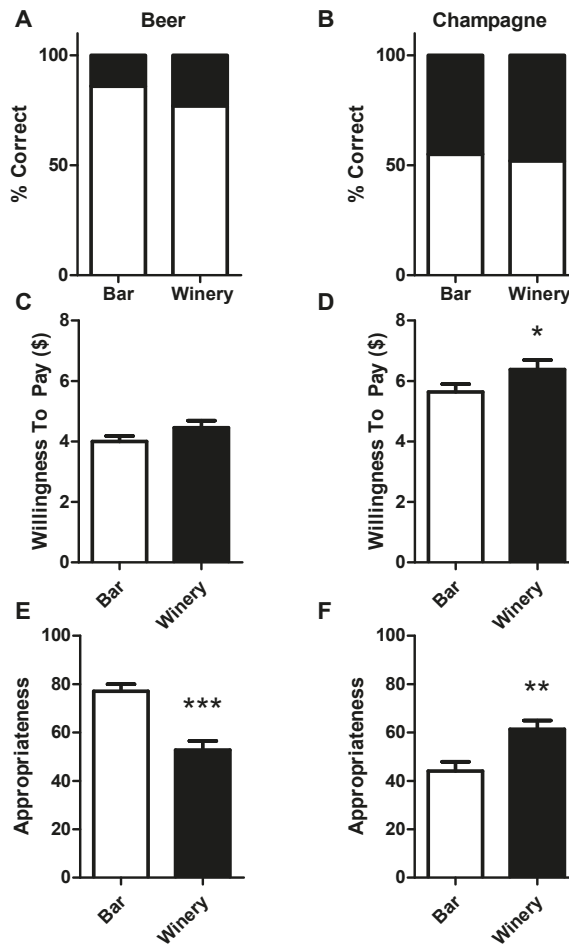 A
Beer
% Correct
100
50
0
Bar
Winery
B
Champagne
% Correct
100
50
0
Bar
Winery
C
Willingness To Pay ($)
8
6
4
2
0
Bar
Winery
D
Willingness To Pay ($)
8
6
4
2
0
*
Bar
Winery
E
Appropriateness
100
80
60
40
20
0
***
Bar
Winery
F
Appropriateness
100
80
60
40
20
0
**
Bar
Winery